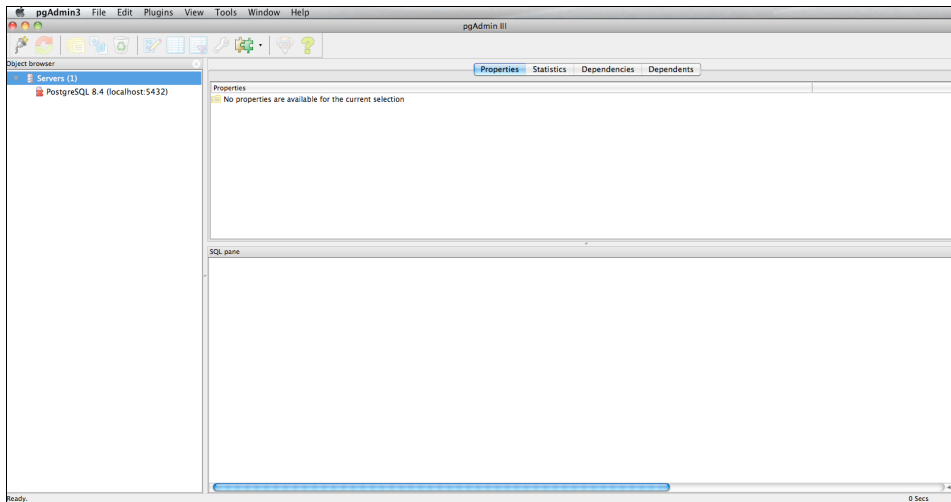 pgAdmin3 File Edit Plugins View Tools Window Help
pgAdmin III
Object browser
Servers (1)
PostgreSQL 8.4 (localhost:5432)
Properties Statistics Dependencies Dependents
Properties
No properties are available for the current selection
SQL pane
Ready.
0 Secs